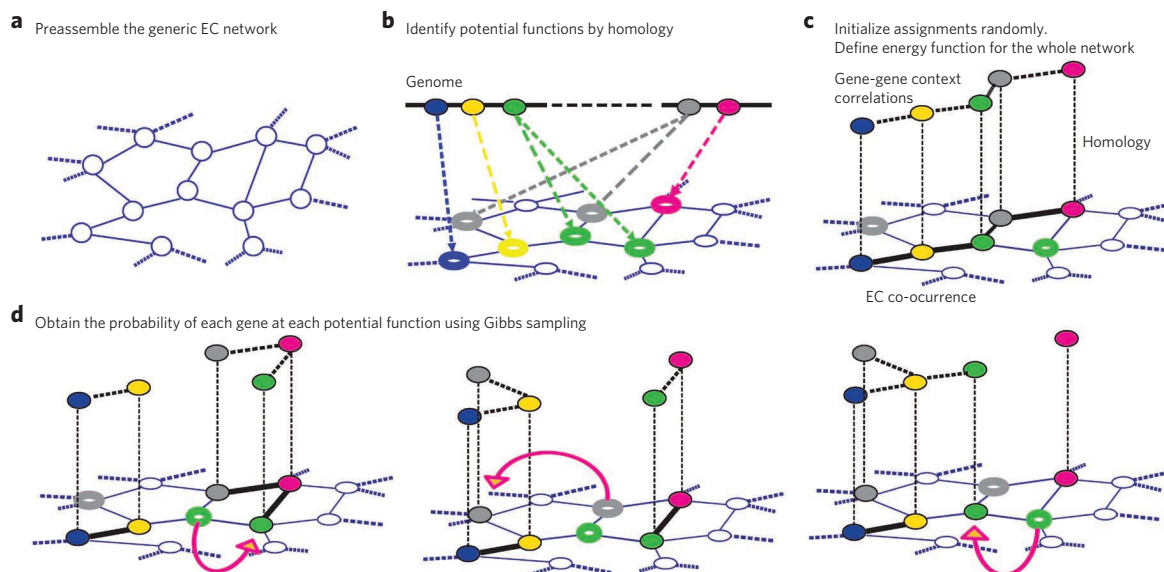 a Preassemble the generic EC network
b Identify potential functions by homology
Genome
c Initialize assignments randomly.
Define energy function for the whole network
Gene-gene context
correlations
Homology
EC co-ocurrence
d Obtain the probability of each gene at each potential function using Gibbs sampling